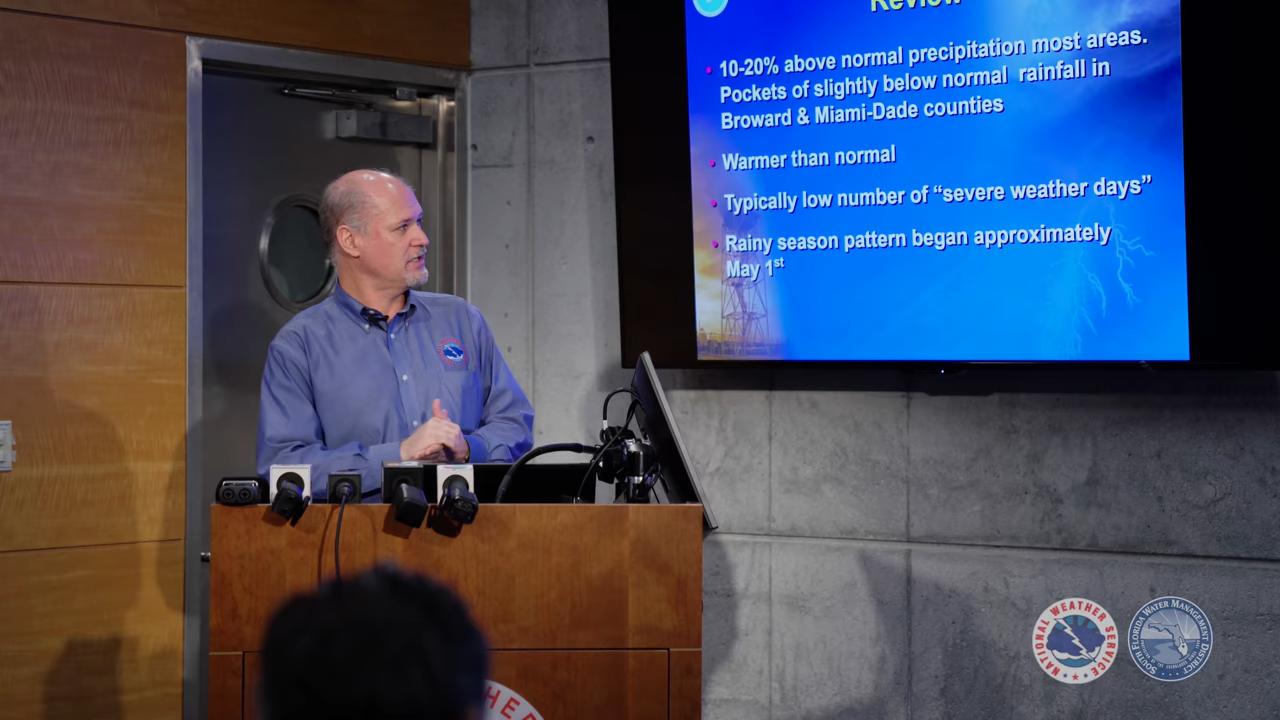 Review
10-20% above normal precipitation most areas.
Pockets of slightly below normal rainfall in
Broward & Miami-Dade counties
Warmer than normal
Typically low number of “severe weather days”
Rainy season pattern began approximately
May 1st
NATIONAL WEATHER SERVICE
SOUTH FLORIDA WATER MANAGEMENT DISTRICT
HER